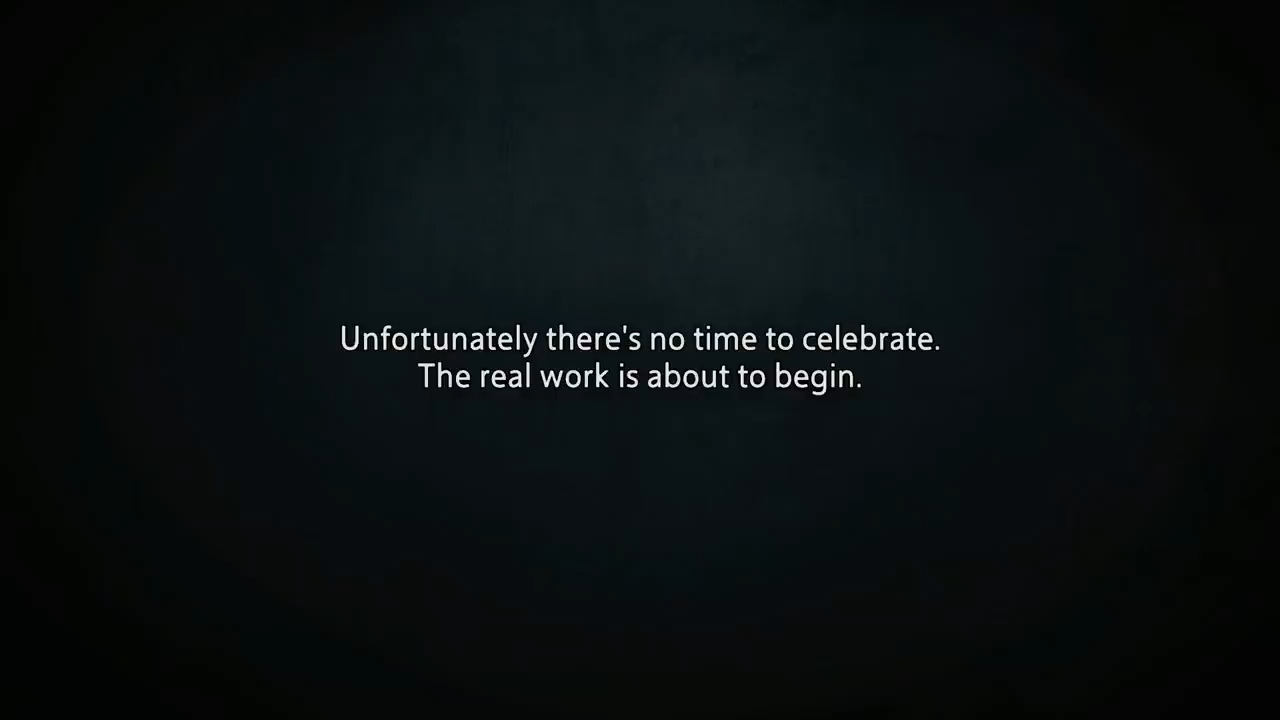 Unfortunately there's no time to celebrate.
The real work is about to begin.